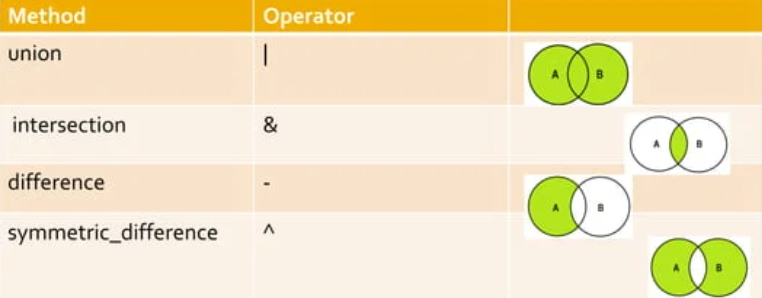 Method Operator
union |
A B
intersection &
A B
difference -
A B
symmetric_difference ^
A B